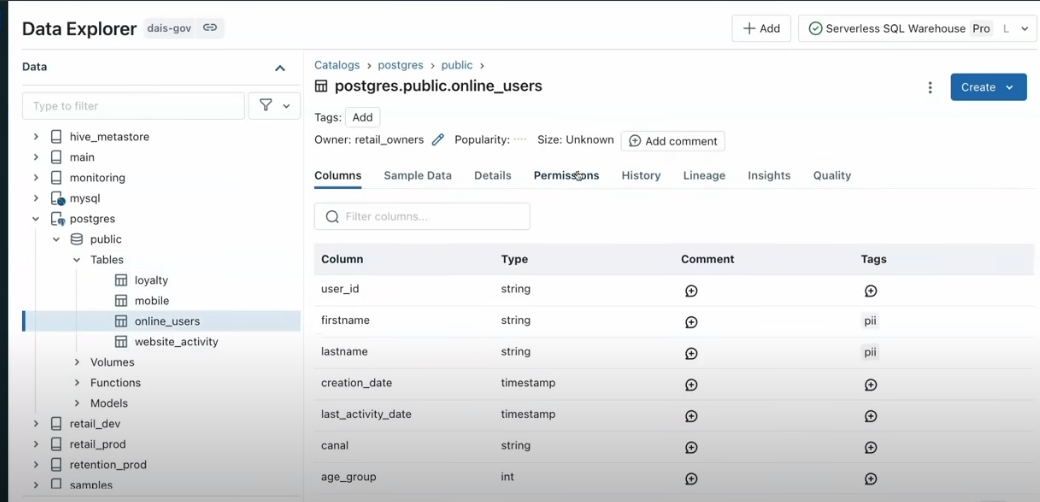 Data Explorer dais-gov
+ Add
Serverless SQL Warehouse Pro L
Data
Type to filter
hive_metastore
main
monitoring
mysql
postgres
public
Tables
loyalty
mobile
online_users
website_activity
Volumes
Functions
Models
retail_dev
retail_prod
retention_prod
samples
Catalogs > postgres > public >
postgres.public.online_users
Create
Tags: Add
Owner: retail_owners Popularity: Size: Unknown Add comment
Columns Sample Data Details Permissions History Lineage Insights Quality
Filter columns...
Column Type Comment Tags
user_id string
firstname string pii
lastname string pii
creation_date timestamp
last_activity_date timestamp
canal string
age_group int